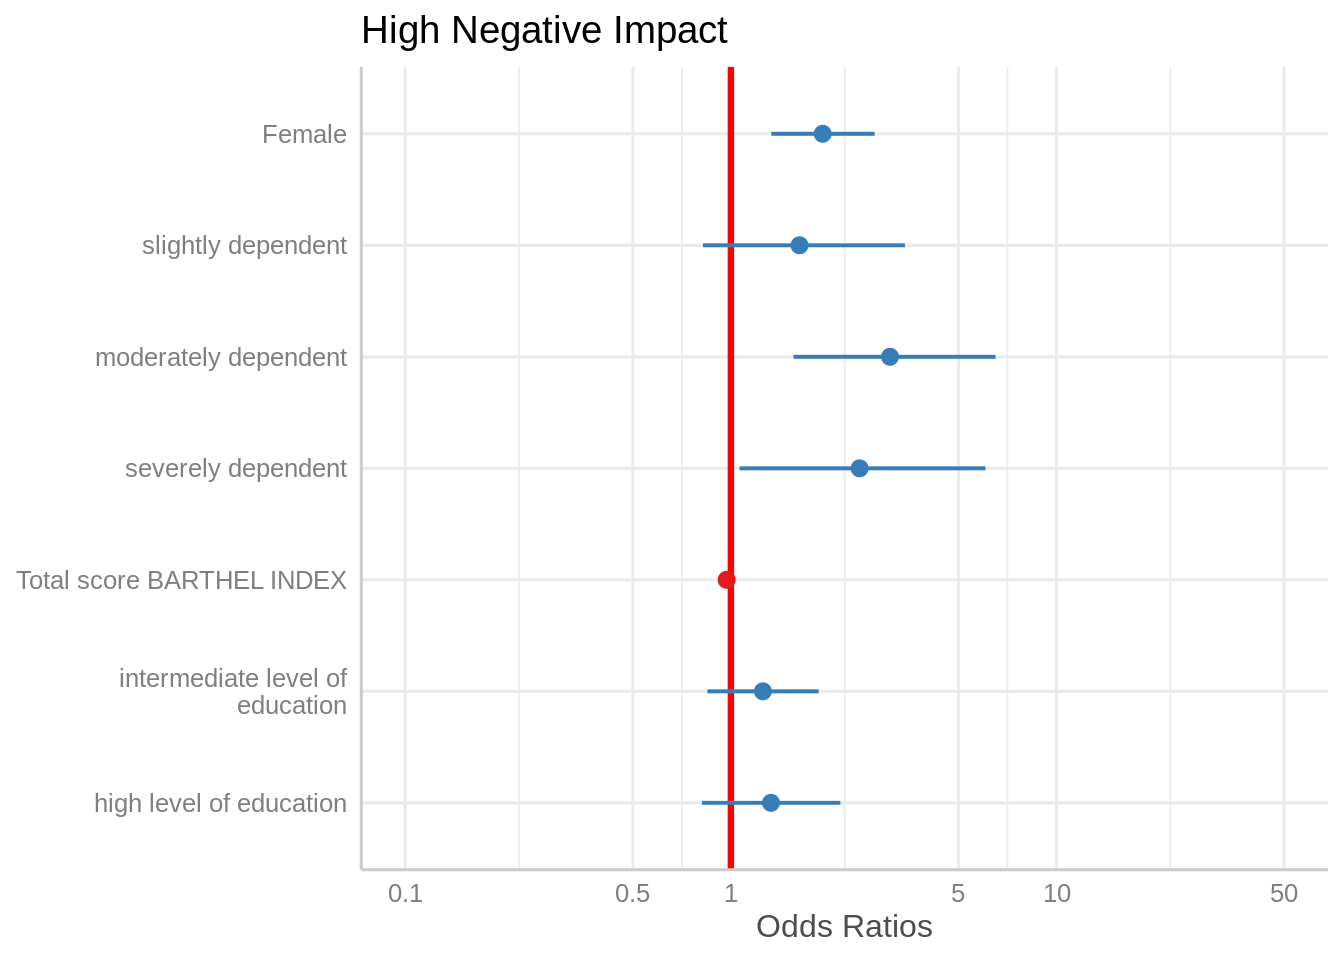 High Negative Impact
Female
slightly dependent
moderately dependent
severely dependent
Total score BARTHEL INDEX
intermediate level of
education
high level of education
0.1 0.5 1 5 10 50
Odds Ratios